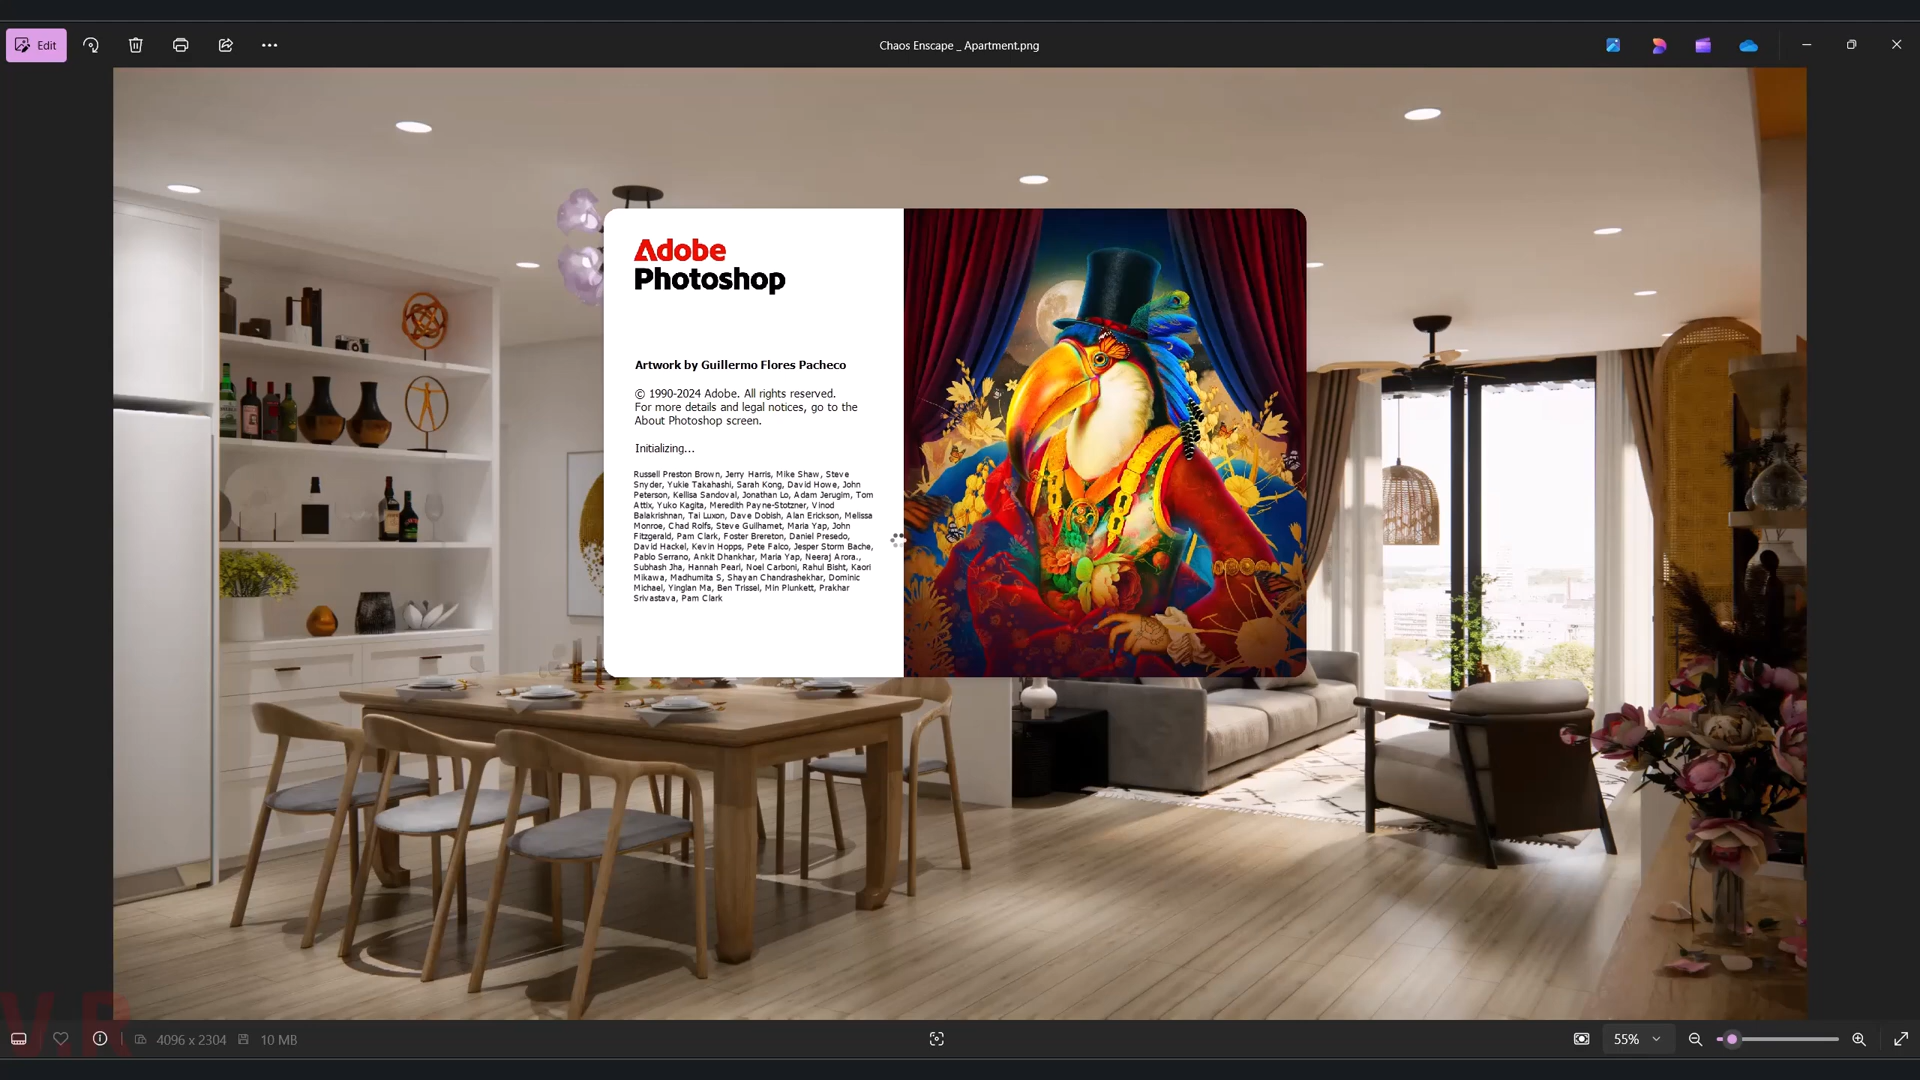 Edit
Chaos Enscape _ Apartment.png
Adobe
Photoshop
Artwork by Guillermo Flores Pacheco
© 1990-2024 Adobe. All rights reserved.
For more details and legal notices, go to the
About Photoshop screen.
Initializing...
Russell Preston Brown, Jerry Harris, Mike Shaw, Steve
Snyder, Yukie Takahashi, Sarah Kong, David Howe, John
Peterson, Kellisa Sandoval, Jonathan Lo, Adam Jerugim, Tom
Attix, Yuko Kagita, Meredith Payne-Stotzner, Vinod
Balakrishnan, Tai Luxon, Dave Dobish, Alan Erickson, Melissa
Monroe, Chad Rolfs, Steve Guilhamet, Maria Yap, John
Fitzgerald, Pam Clark, Foster Brereton, Daniel Presedo,
David Hackel, Kevin Hopps, Pete Falco, Jesper Storm Bache,
Pablo Serrano, Ankit Dhankhar, Maria Yap, Neeraj Arora.,
Subhash Jha, Hannah Pearl, Noel Carboni, Rahul Bisht, Kaori
Mikawa, Madhumita S, Shayan Chandrashekhar, Dominic
Michael, Yinglan Ma, Ben Trissel, Min Plunkett, Prakhar
Srivastava, Pam Clark
V.R
4096 x 2304
10 MB
55%